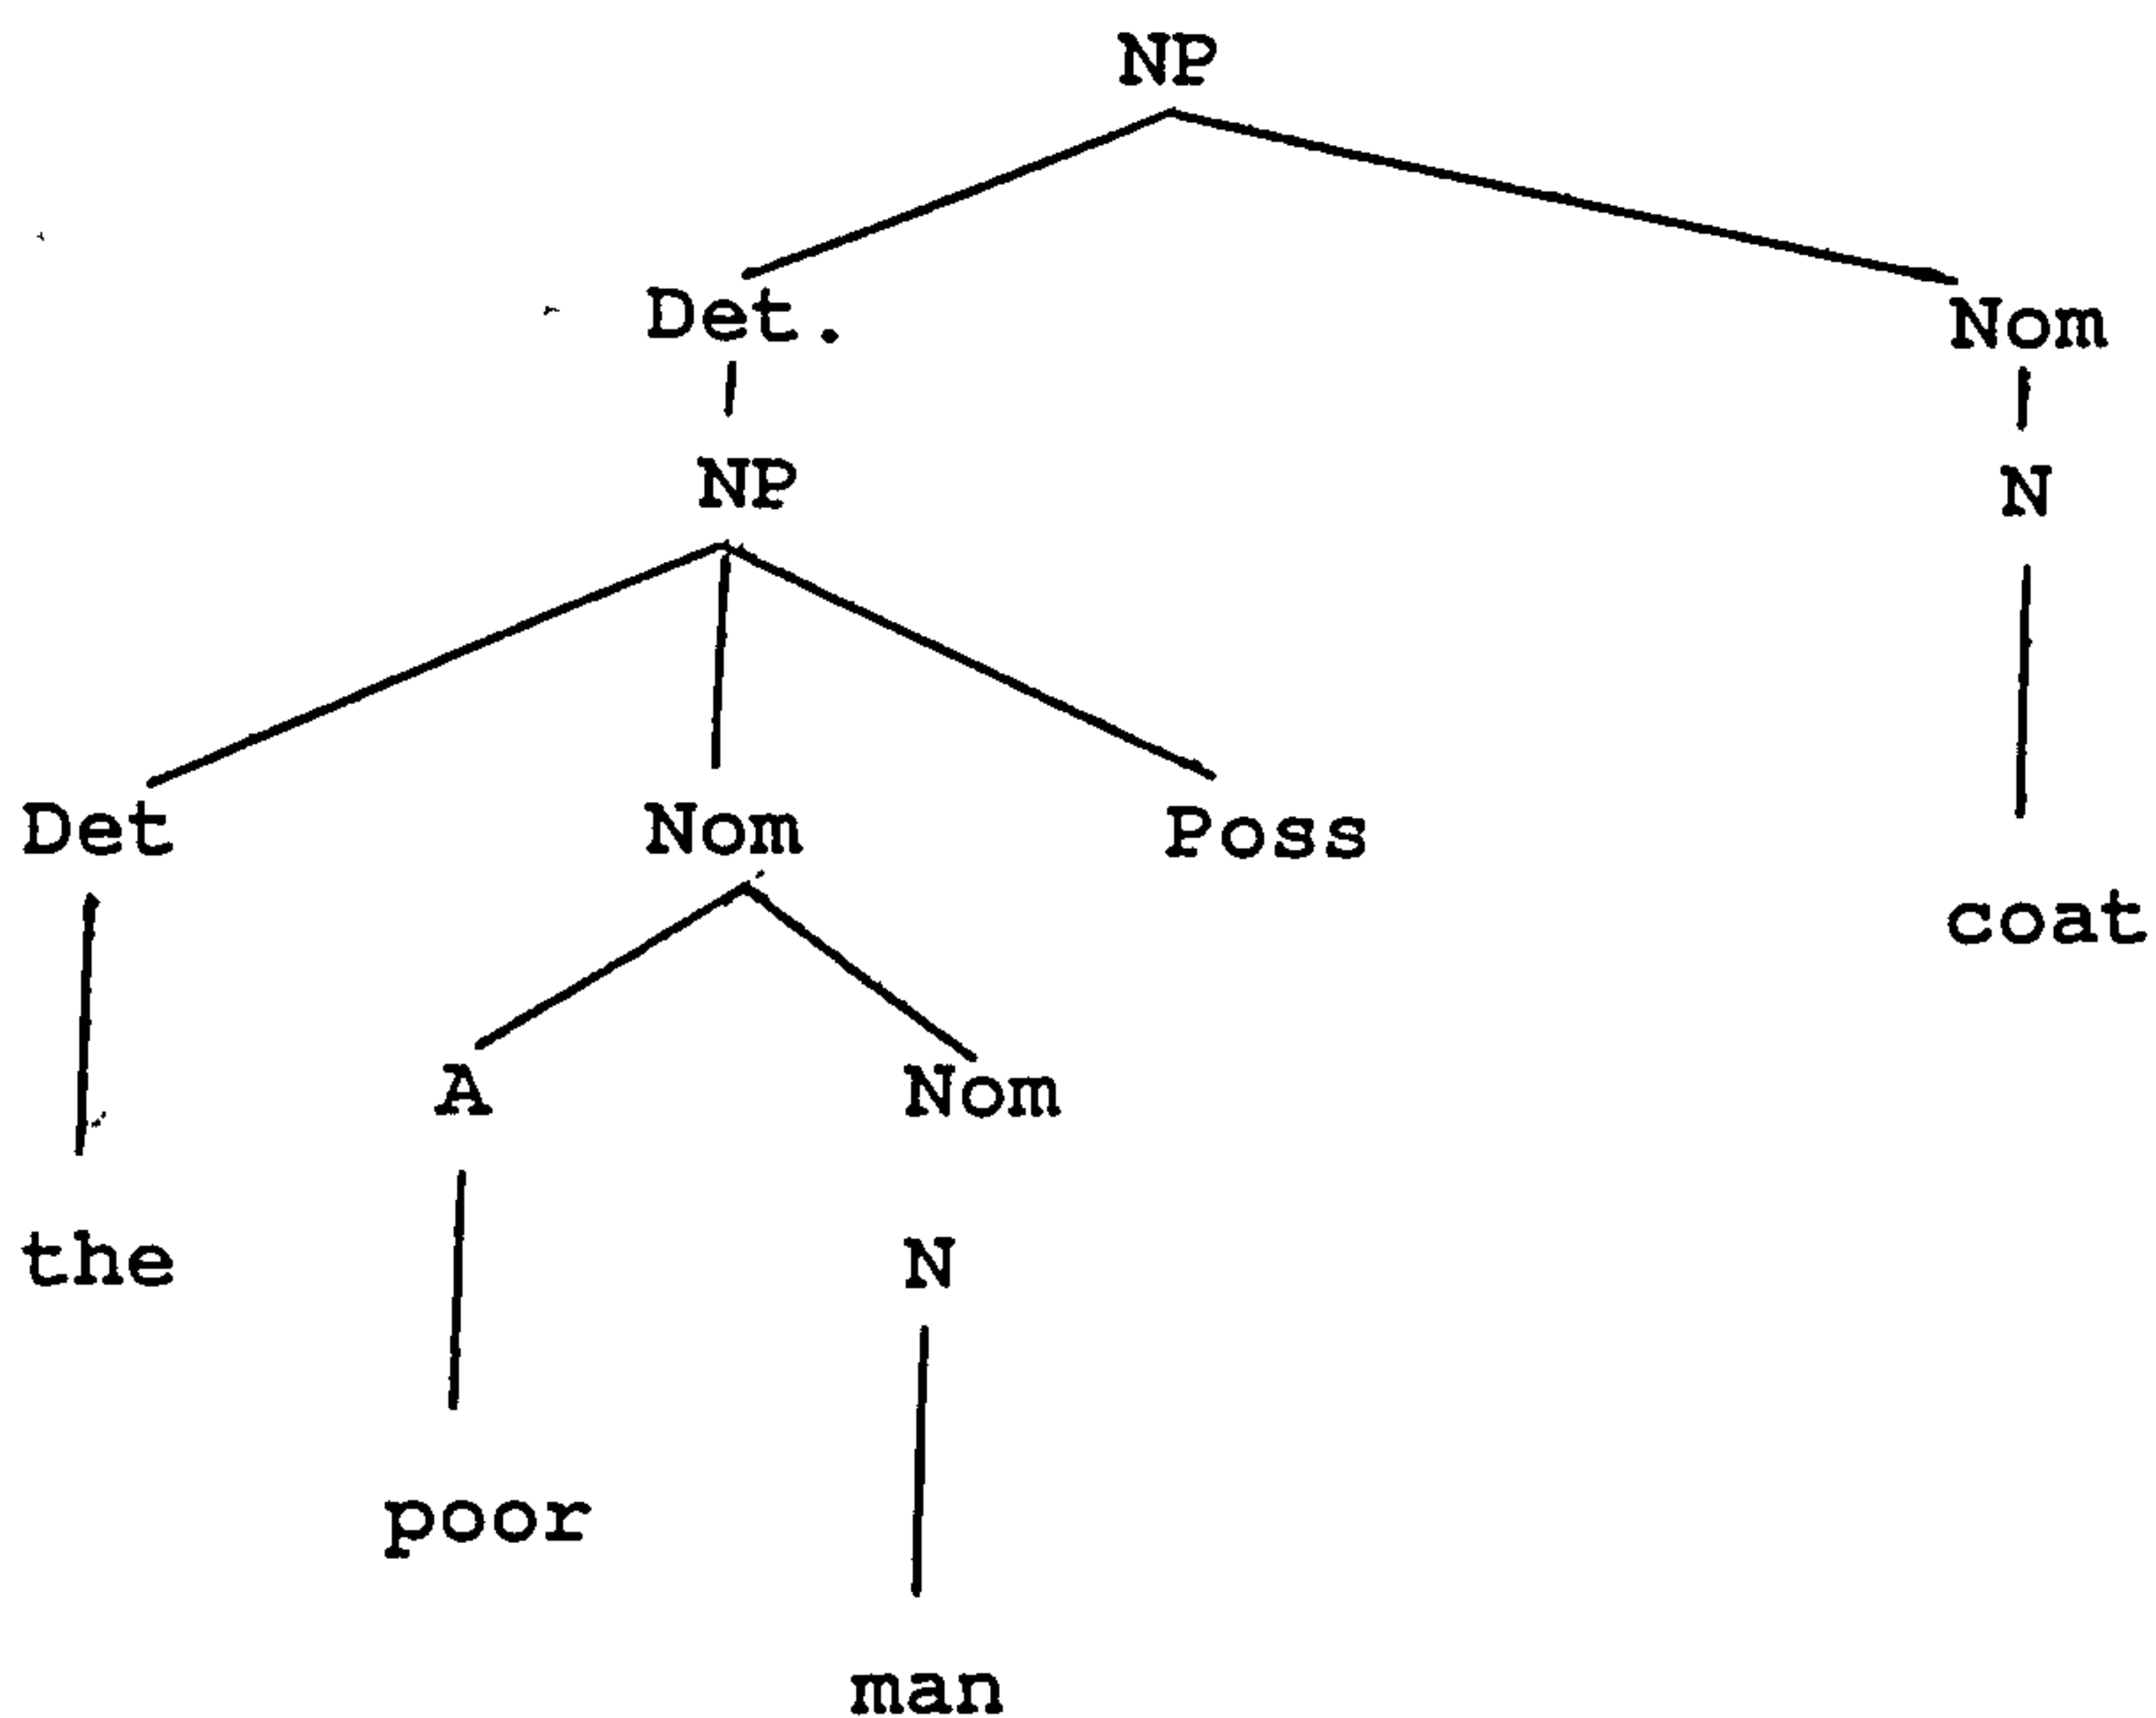 NP
Det. Nom
NP N
Det Nom Poss
coat
A Nom
the N
poor
man